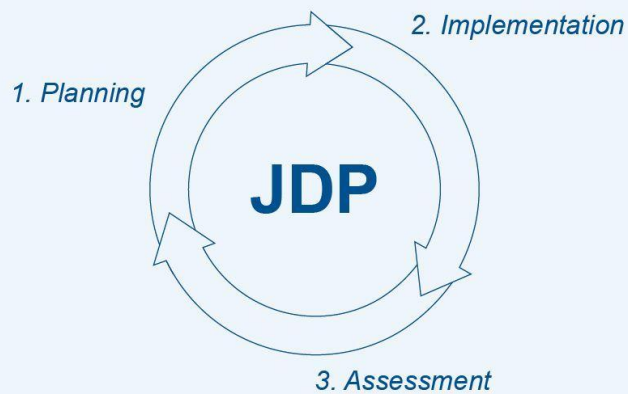 2. Implementation
1. Planning
JDP
3. Assessment